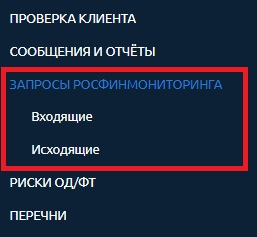 ПРОВЕРКА КЛИЕНТА
СООБЩЕНИЯ И ОТЧЁТЫ
ЗАПРОСЫ РОСФИНМОНИТОРИНГА
Входящие
Исходящие
РИСКИ ОД/ФТ
ПЕРЕЧНИ